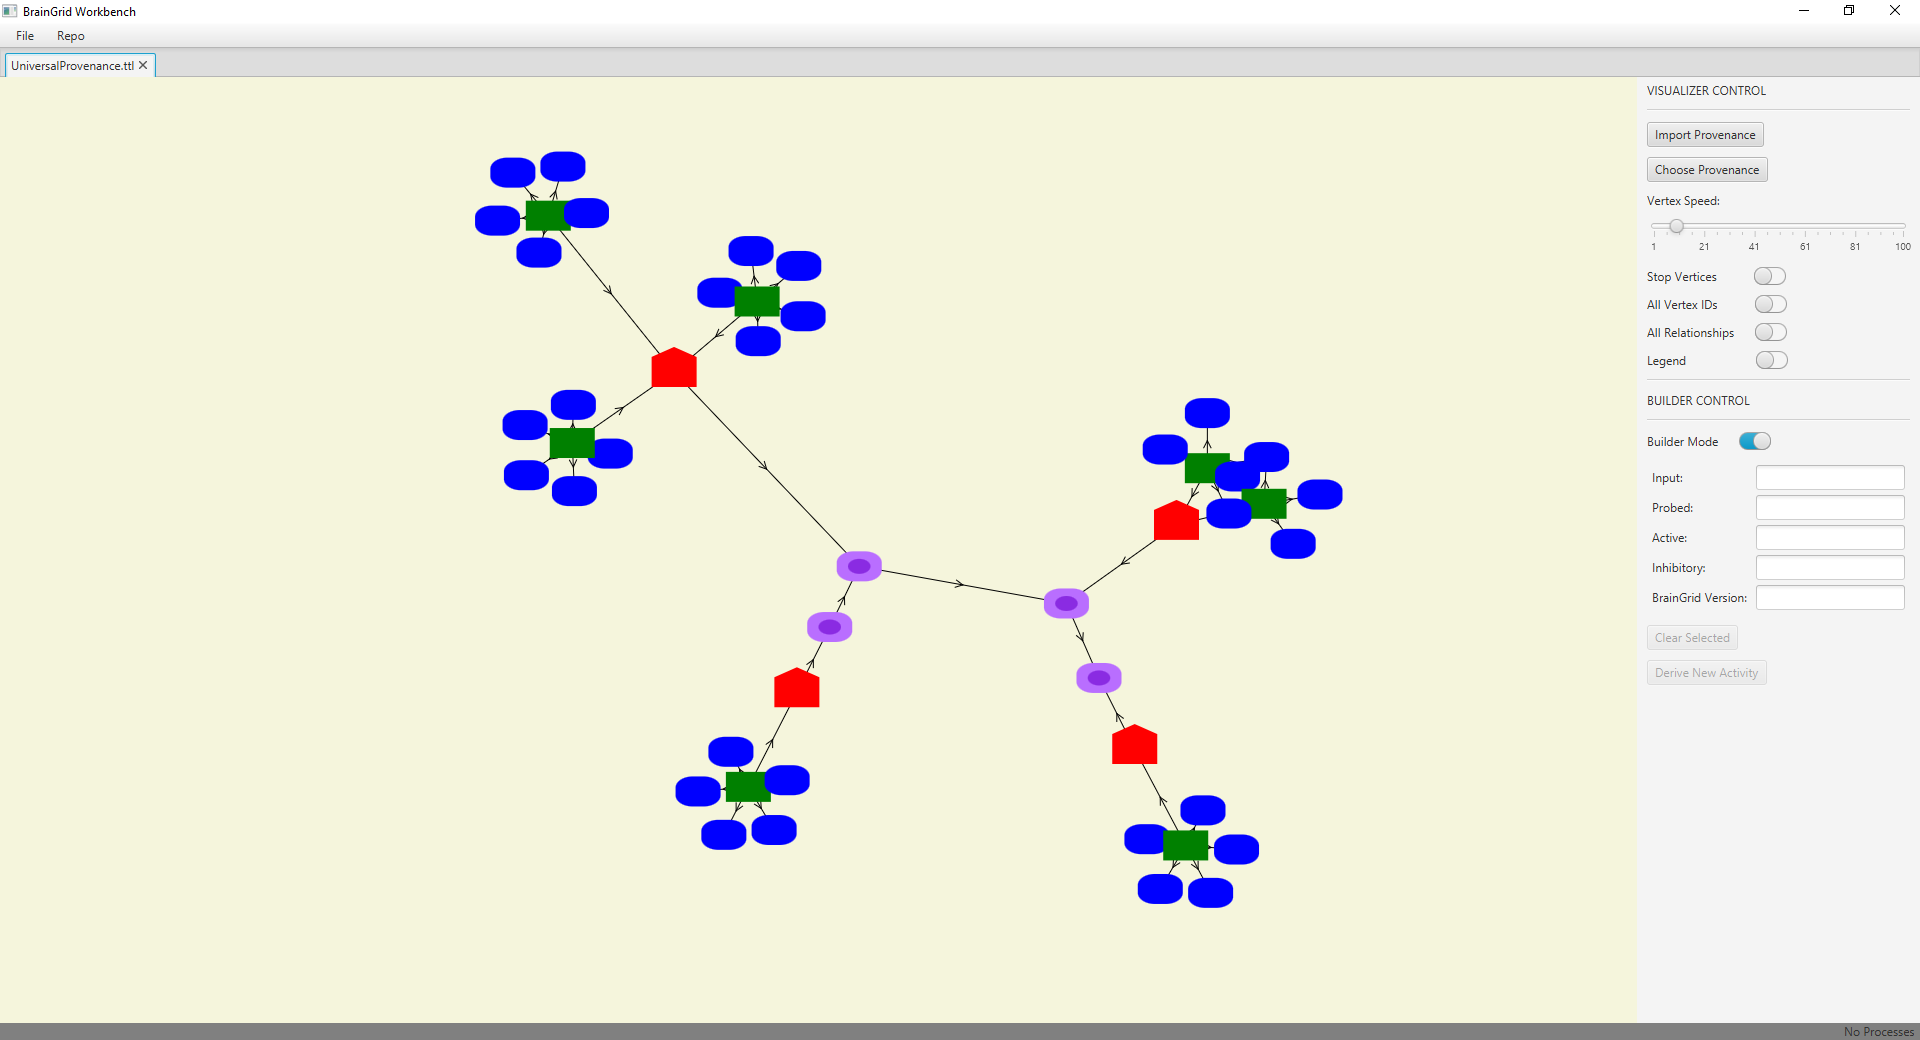 BrainGrid Workbench
File Repo
UniversalProvenance.ttl
VISUALIZER CONTROL
Import Provenance
Choose Provenance
Vertex Speed:
1 21 41 61 81 100
Stop Vertices
All Vertex IDs
All Relationships
Legend
BUILDER CONTROL
Builder Mode
Input:
Probed:
Active:
Inhibitory:
BrainGrid Version:
Clear Selected
Derive New Activity
No Processes